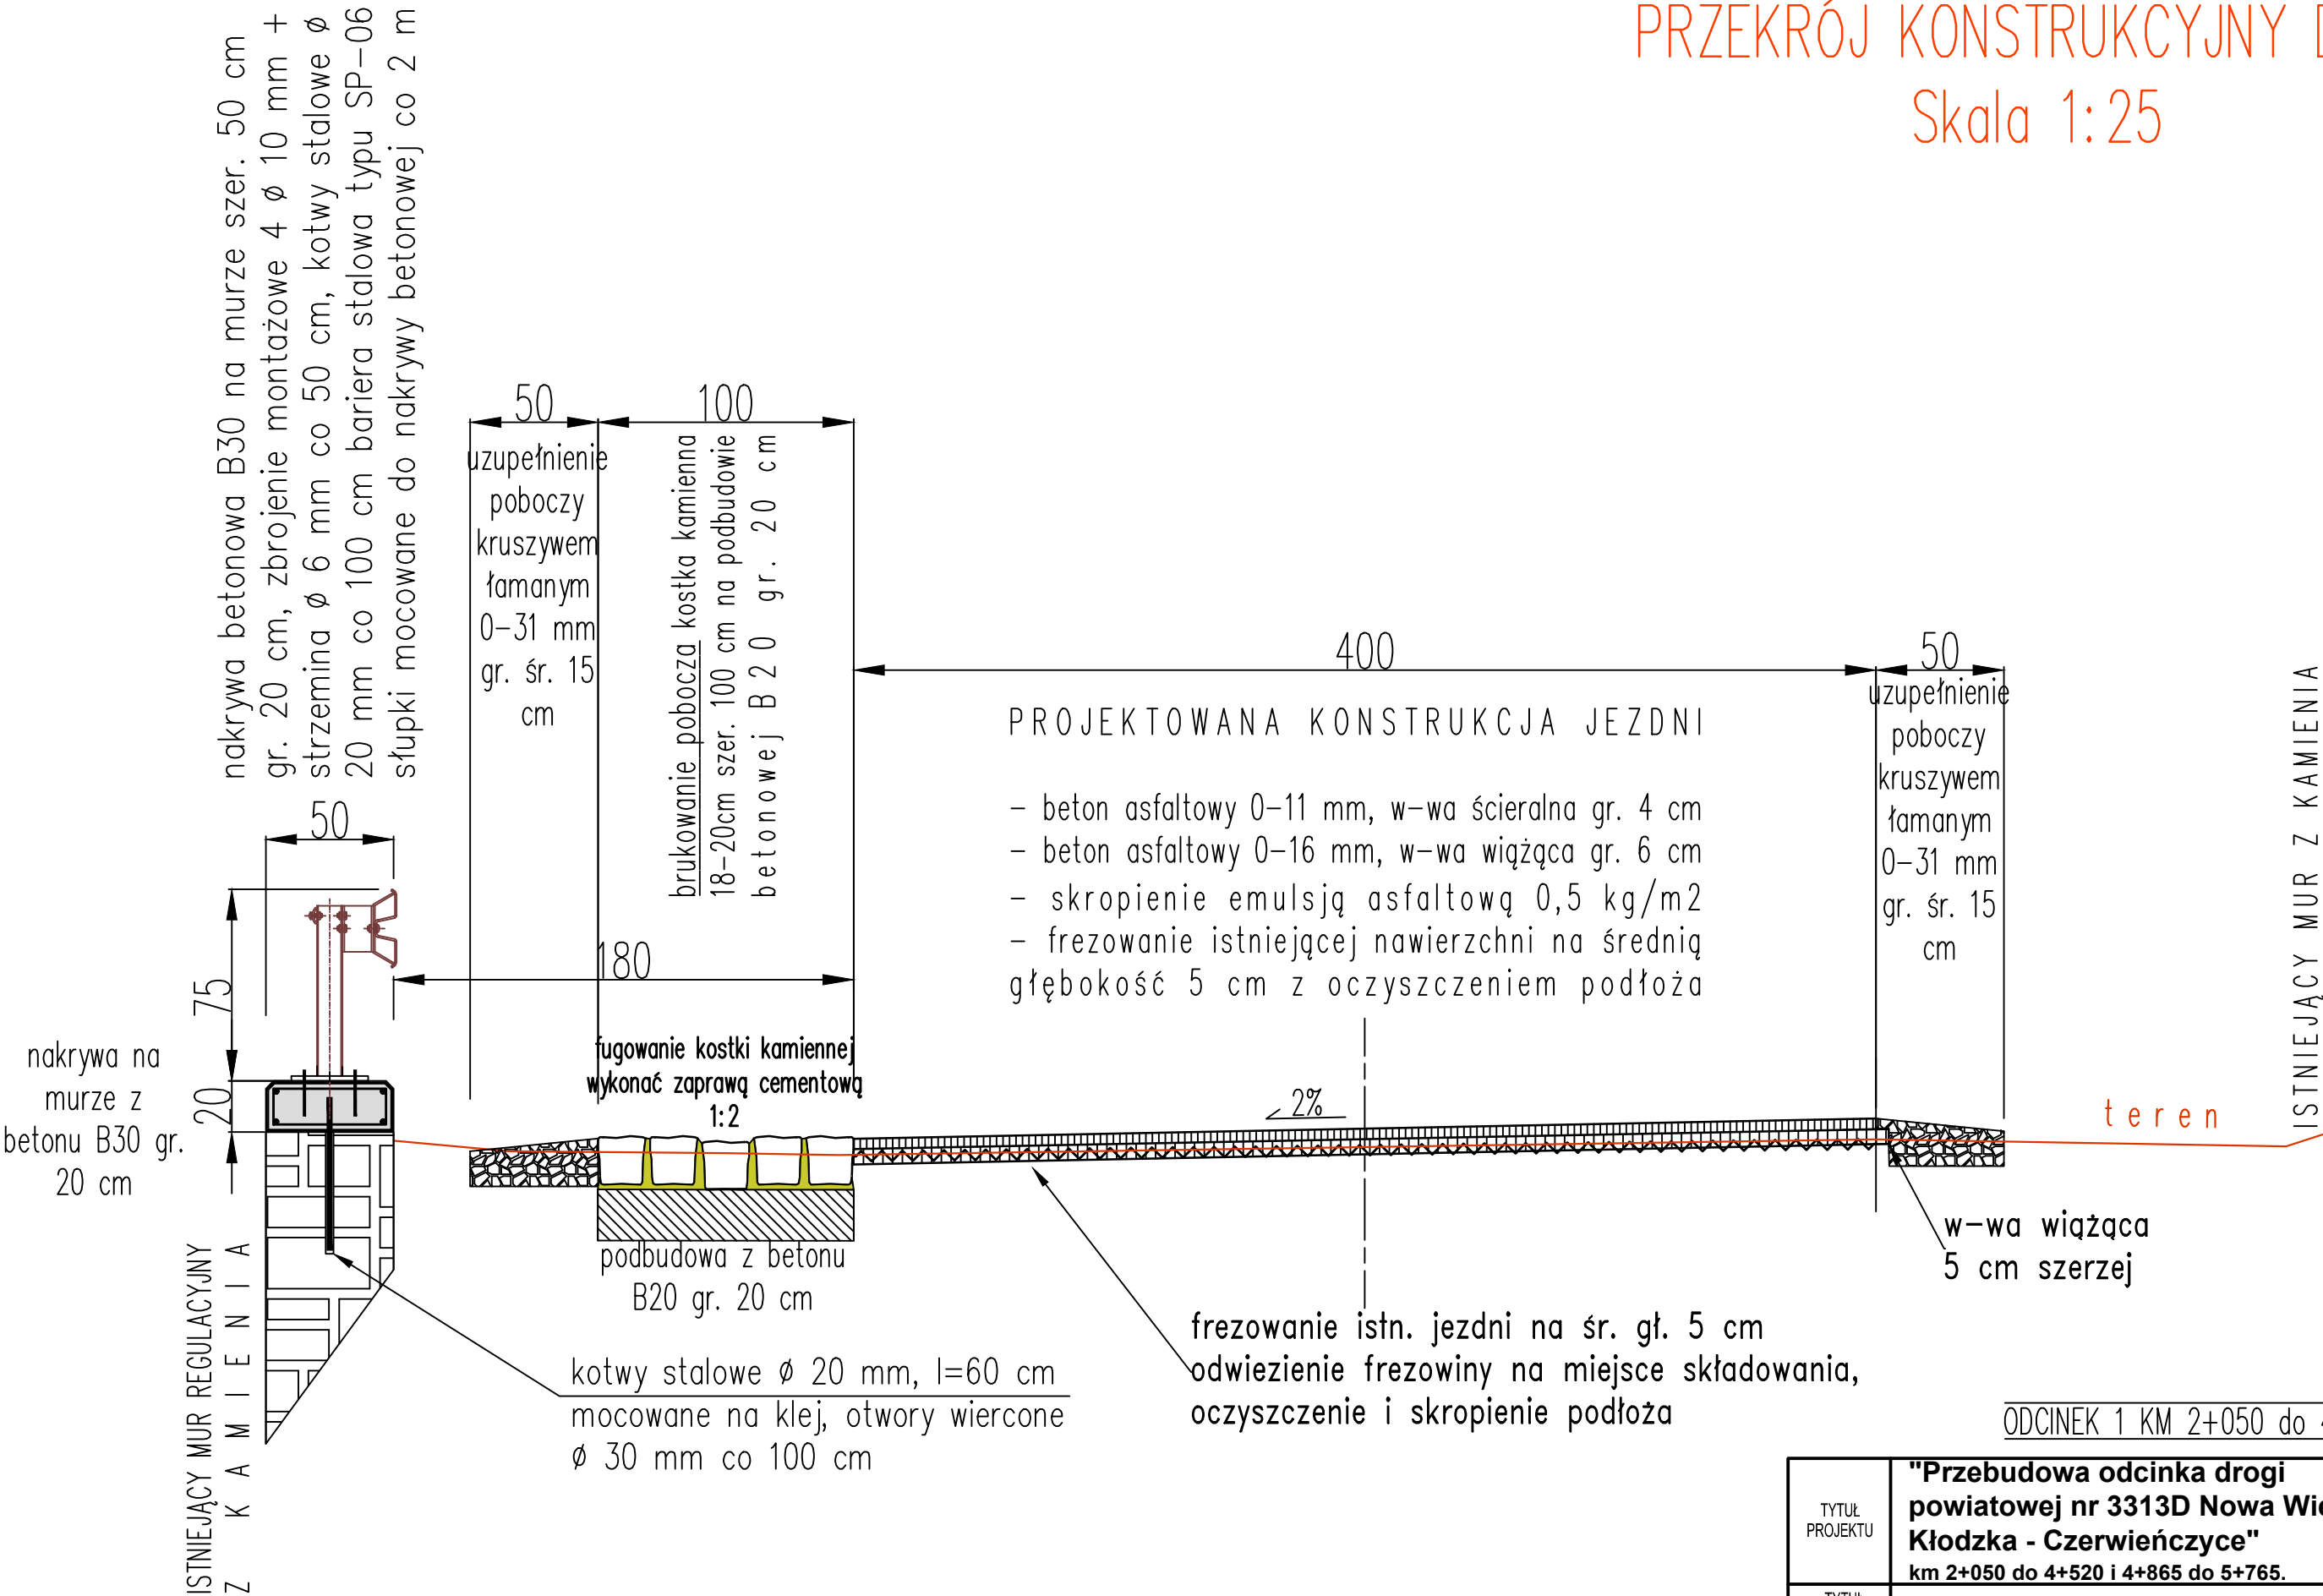 PRZEKRÓJ KONSTRUKCYJNY
Skala 1:25
nakrywa betonowa B30 na murze szer. 50 cm
gr. 20 cm, zbrojenie montażowe 4 ø 10 mm +
strzemina ø 6 mm co 50 cm, kotwy stalowe ø
20 mm co 100 cm bariera stalowa typu SP-06
słupki mocowane do nakrywy betonowej co 2 m
50
100
uzupełnienie
poboczy
kruszywem
łamanym
0-31 mm
gr. śr. 15
cm
brukowanie pobocza kostka kamienna
18-20cm szer. 100 cm na podbudowie
betonowej B20 gr. 20 cm
400
50
uzupełnienie
poboczy
kruszywem
łamanym
0-31 mm
gr. śr. 15
cm
PROJEKTOWANA KONSTRUKCJA JEZDNI
- beton asfaltowy 0-11 mm, w-wa ścieralna gr. 4 cm
- beton asfaltowy 0-16 mm, w-wa wiążąca gr. 6 cm
- skropienie emulsją asfaltową 0,5 kg/m2
- frezowanie istniejącej nawierzchni na średnią
głębokość 5 cm z oczyszczeniem podłoża
ISTNIEJĄCY MUR Z KAMIENIA
50
180
75
20
nakrywa na
murze z
betonu B30 gr.
20 cm
fugowanie kostki kamiennej
wykonać zaprawą cementową
1:2
2%
teren
w-wa wiążąca
5 cm szerzej
podbudowa z betonu
B20 gr. 20 cm
ISTNIEJĄCY MUR REGULACYJNY
Z KAMIENIA
kotwy stalowe ø 20 mm, l=60 cm
mocowane na klej, otwory wiercone
ø 30 mm co 100 cm
frezowanie istn. jezdni na śr. gł. 5 cm
odwiezienie frezowiny na miejsce składowania,
oczyszczenie i skropienie podłoża
ODCINEK 1 KM 2+050 do
TYTUŁ
PROJEKTU
"Przebudowa odcinka drogi
powiatowej nr 3313D Nowa
Kłodzka - Czerwieńczyce"
km 2+050 do 4+520 i 4+865 do 5+765.